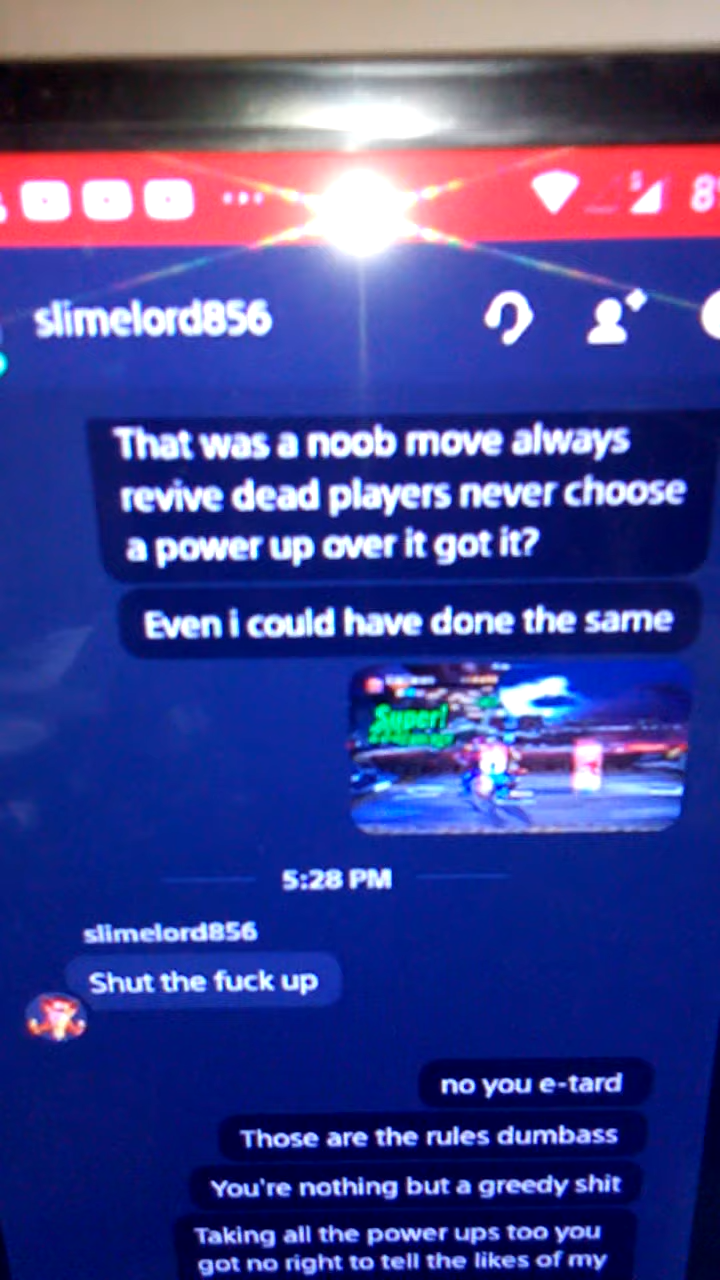 slimelord856
That was a noob move always
revive dead players never choose
a power up over it got it?
Even i could have done the same
Super!
5:28 PM
slimelord856
Shut the fuck up
no you e-tard
Those are the rules dumbass
You're nothing but a greedy shit
Taking all the power ups too you
got no right to tell the likes of my